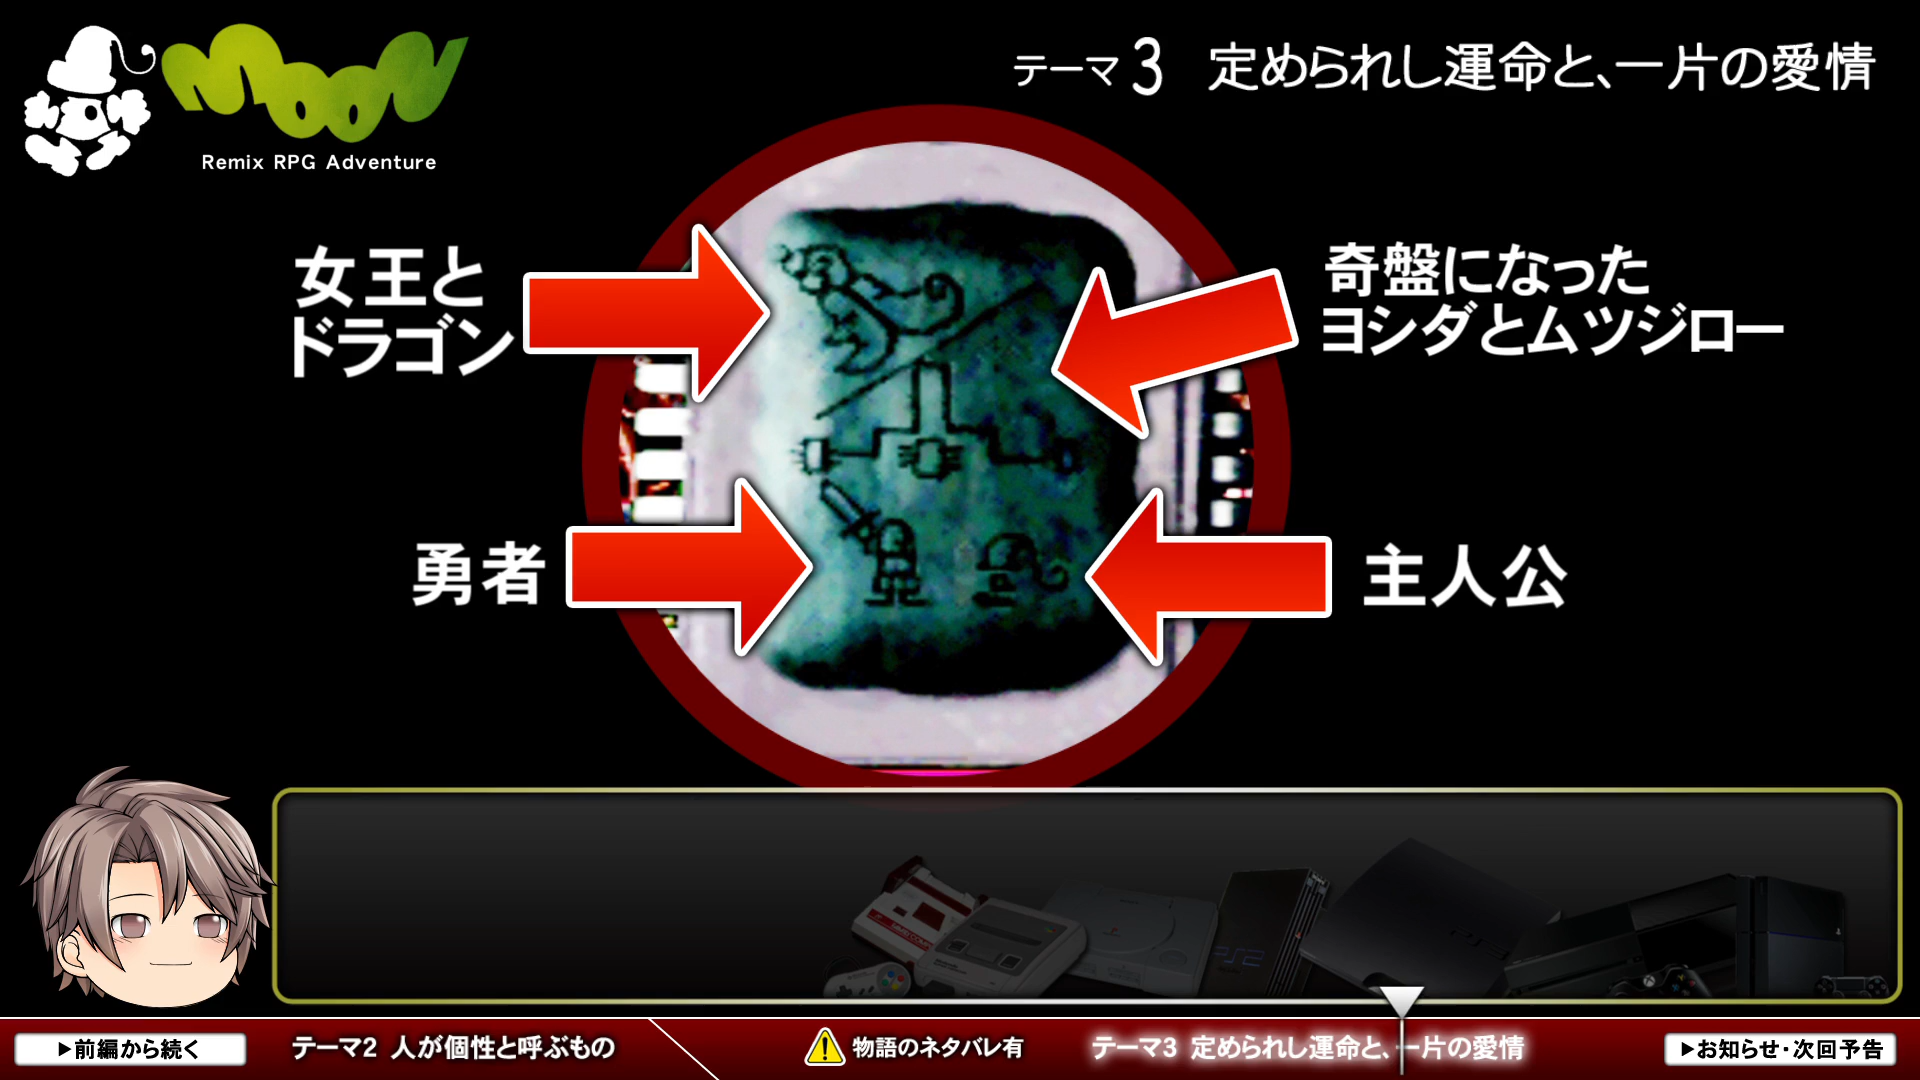 moon
Remix RPG Adventure
テーマ3 定められし運命と、一片の愛情
女王と
ドラゴン
奇盤になった
ヨシダとムツジロー
勇者
主人公
▶前編から続く
テーマ2 人が個性と呼ぶもの
物語のネタバレ有
テーマ3 定められし運命と、一片の愛情
▶お知らせ・次回予告